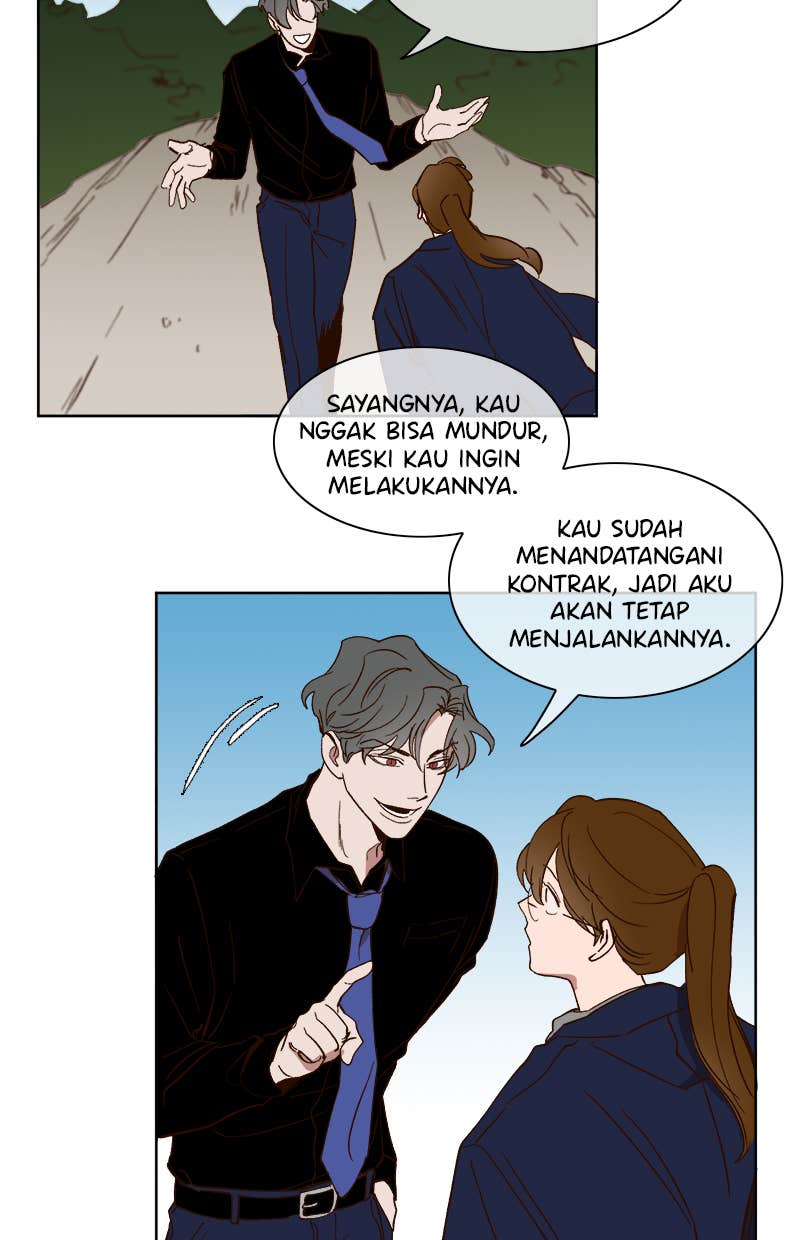 SAYANGNYA, KAU
NGGAK BISA MUNDUR,
MESKI KAU INGIN
MELAKUKANNYA.
KAU SUDAH
MENANDATANGANI
KONTRAK, JADI AKU
AKAN TETAP
MENJALANKANNYA.